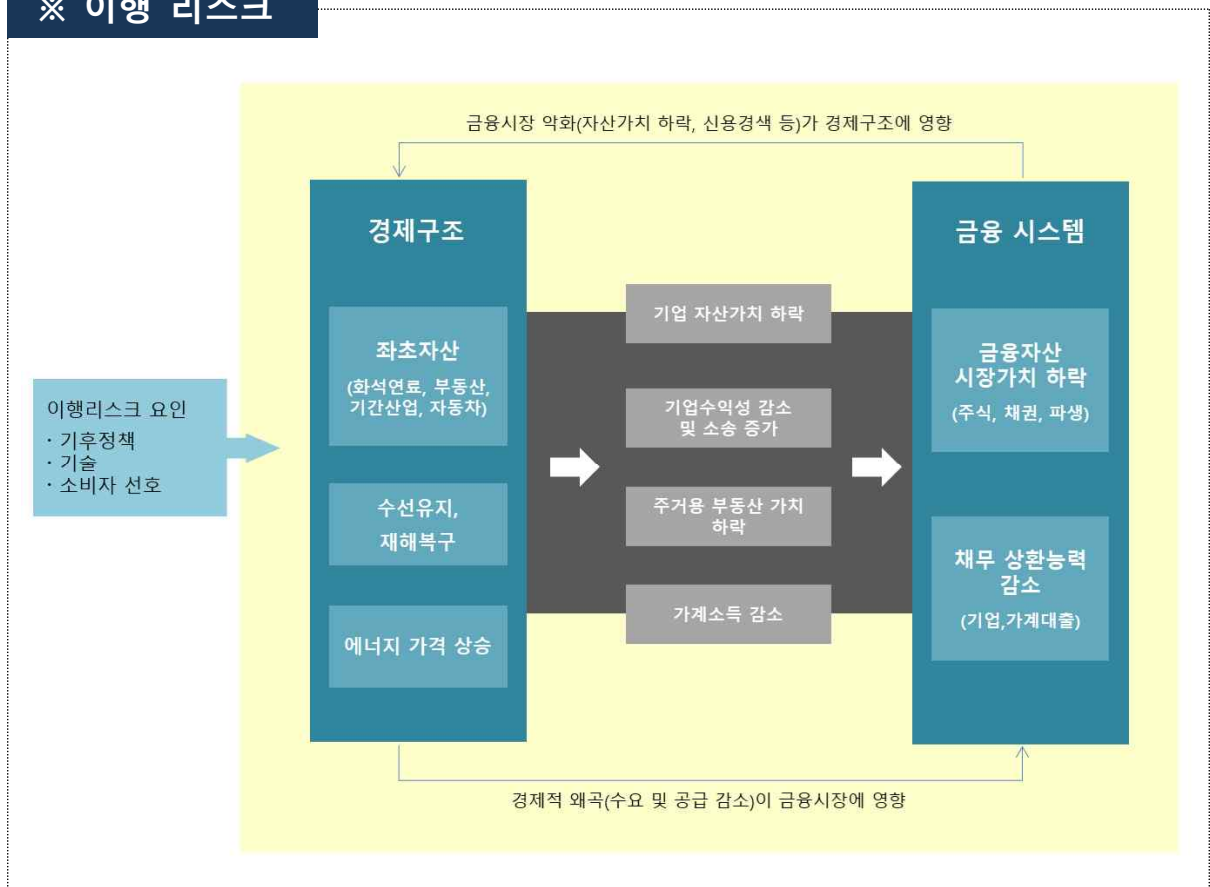 ※ 이행 리스크
금융시장 악화(자산가치 하락, 신용경색 등)가 경제구조에 영향
이행리스크 요인
· 기후정책
· 기술
· 소비자 선호
경제구조
좌초자산
(화석연료, 부동산,
기간산업, 자동차)
수선유지,
재해복구
에너지 가격 상승
기업 자산가치 하락
기업수익성 감소
및 소송 증가
주거용 부동산 가치
하락
가계소득 감소
금융 시스템
금융자산
시장가치 하락
(주식, 채권, 파생)
채무 상환능력
감소
(기업,가계대출)
경제적 왜곡(수요 및 공급 감소)이 금융시장에 영향